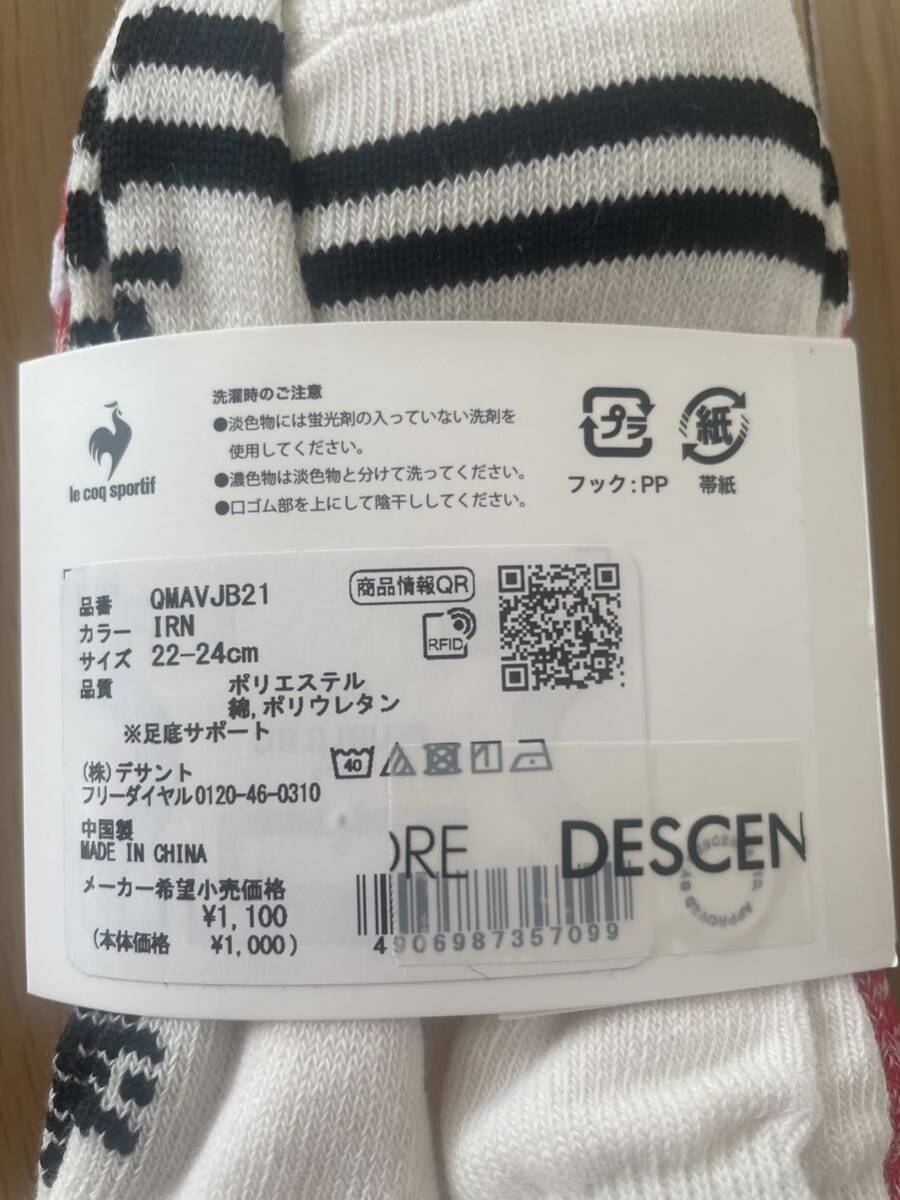 le coq sportif
洗濯時のご注意
●淡色物には蛍光剤の入っていない洗剤を
使用してください。
●濃色物は淡色物と分けて洗ってください。
●口ゴム部を上にして陰干ししてください。
プラ
フック:PP
紙
帯紙
品番 QMAVJB21
カラー IRN
サイズ 22-24cm
品質 ポリエステル
綿,ポリウレタン
※足底サポート
商品情報QR
RFID
40
(株)デサント
フリーダイヤル0120-46-0310
中国製
MADE IN CHINA
メーカー希望小売価格
¥1,100
(本体価格 ¥1,000)
ORE DESCEN
4906987357099
APPROVED